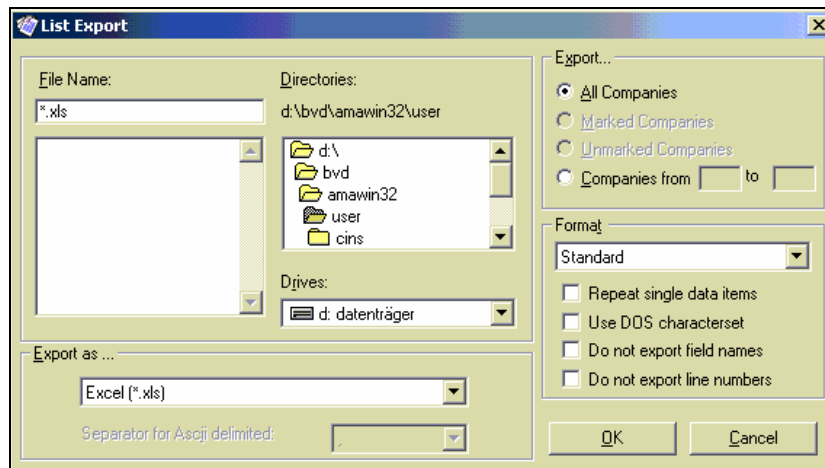 List Export
File Name:
*.xls
Directories:
d:\bvd\amawin32\user
d:\
bvd
amawin32
user
cins
Drives:
d: datenträger
Export as ...
Excel (*.xls)
Separator for Ascji delimited:
,
Export...
All Companies
Marked Companies
Unmarked Companies
Companies from to
Format
Standard
Repeat single data items
Use DOS characterset
Do not export field names
Do not export line numbers
OK
Cancel